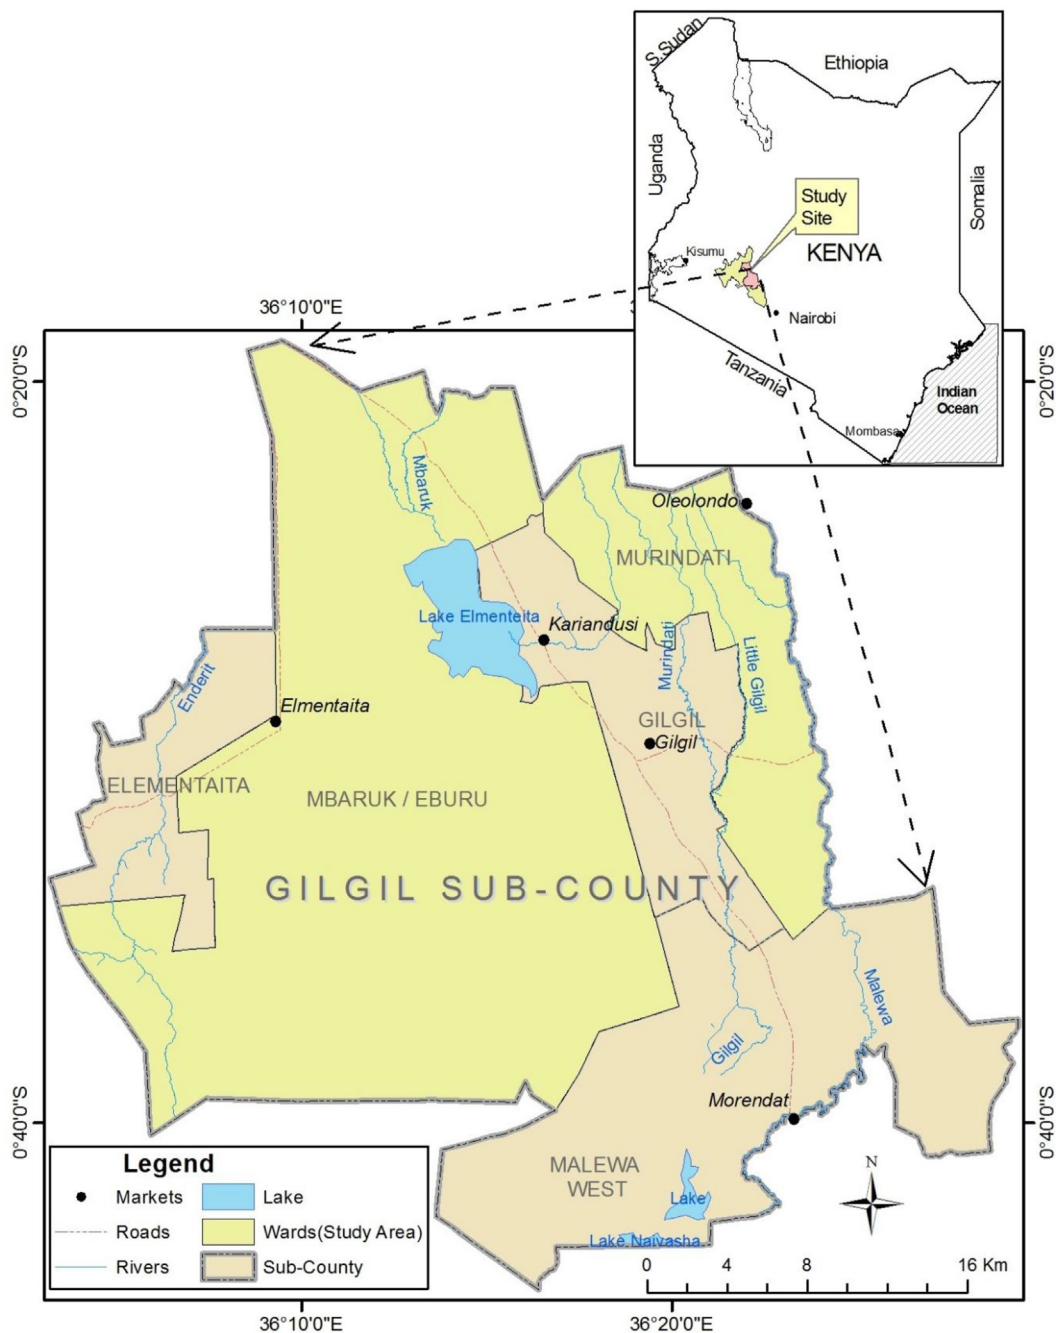 S.Sudan
Ethiopia
Uganda
Somalia
Study
Site
Kisumu
KENYA
Nairobi
Tanzania
Indian
Ocean
Mombasa
36°10'0"E
0°20'0"S
0°20'0"S
Mbaruk
Oleolondo
MURINDATI
Lake Elmenteita
Kariandusi
Murindati
Little Gilgil
Enderit
Elmentaita
GILGIL
Gilgil
ELEMENTAITA
MBARUK / EBURU
GILGIL SUB-COUNTY
Malewa
Gilgil
Morendat
0°40'0"S
0°40'0"S
MALEWA
WEST
Lake
Lake Naivasha
N
Legend
Markets
Lake
Roads
Wards(Study Area)
Rivers
Sub-County
0 4 8 16 Km
36°10'0"E
36°20'0"E